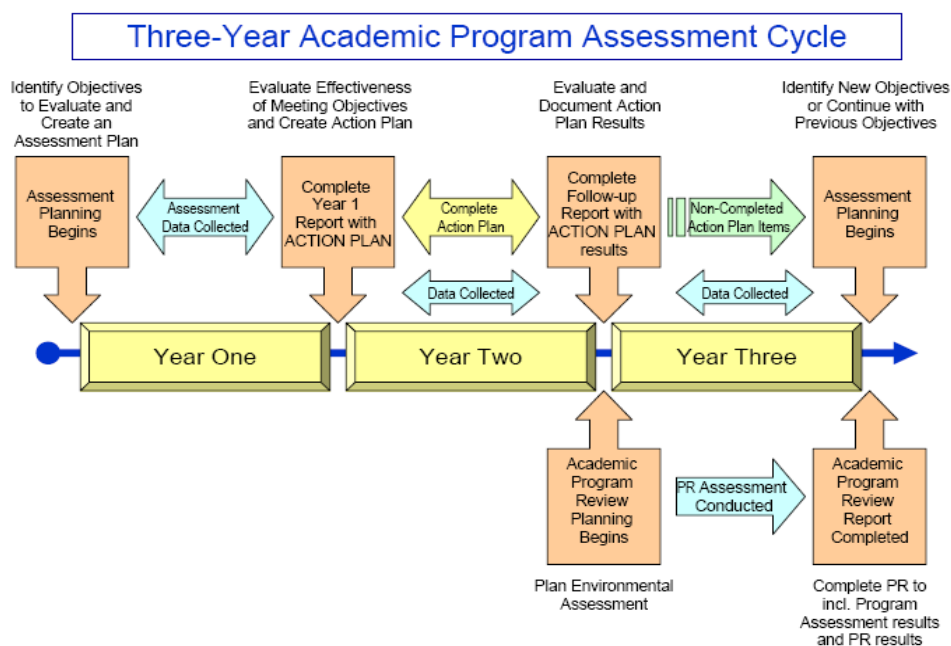 Three-Year Academic Program Assessment Cycle
Identify Objectives
to Evaluate and
Create an
Assessment Plan
Evaluate Effectiveness
of Meeting Objectives
and Create Action Plan
Evaluate and
Document Action
Plan Results
Identify New Objectives
or Continue with
Previous Objectives
Assessment
Planning
Begins
Assessment
Data Collected
Complete
Year 1
Report with
ACTION PLAN
Complete
Action Plan
Complete
Follow-up
Report with
ACTION PLAN
results
Non-Completed
Action Plan Items
Assessment
Planning
Begins
Data Collected
Data Collected
Year One
Year Two
Year Three
Academic
Program
Review
Planning
Begins
PR Assessment
Conducted
Academic
Program
Review
Report
Completed
Plan Environmental
Assessment
Complete PR to
incl. Program
Assessment results
and PR results